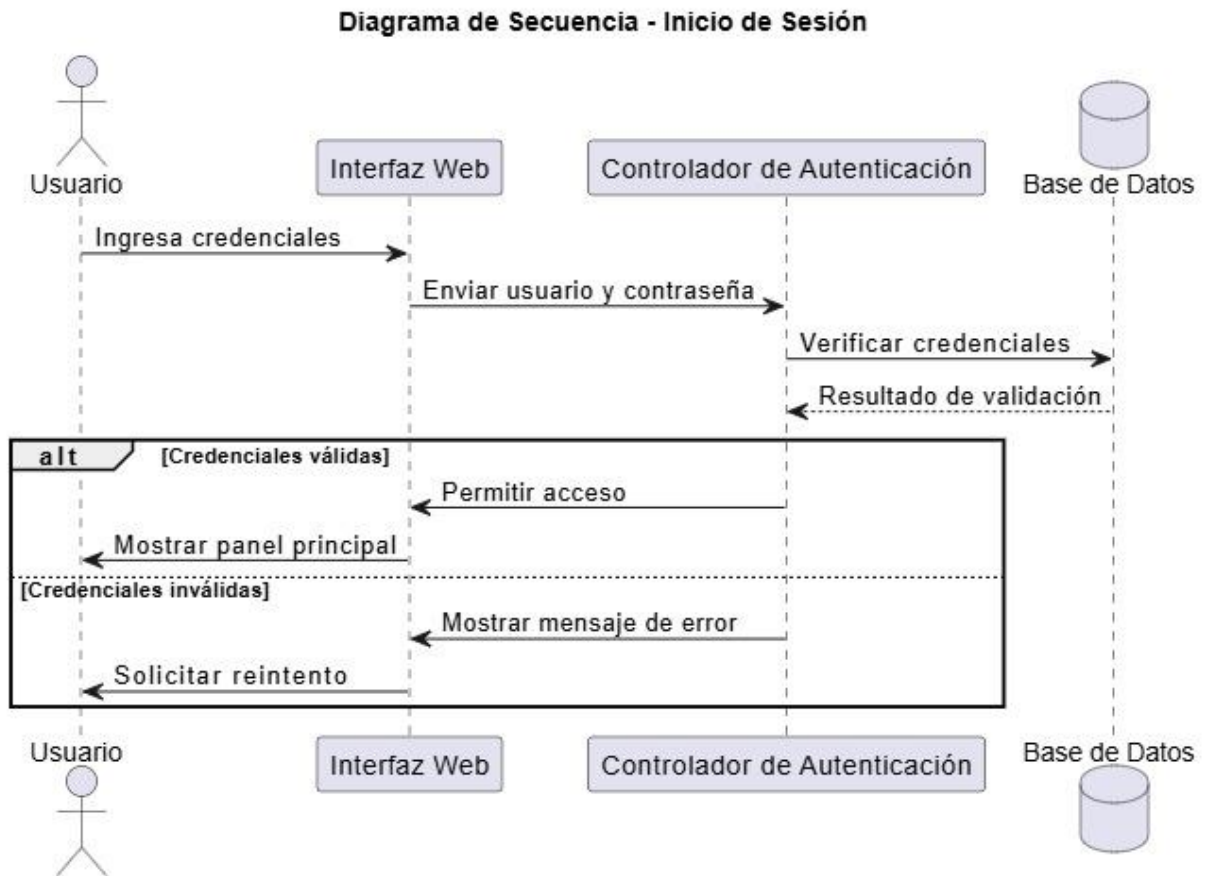 Diagrama de Secuencia - Inicio de Sesión
Usuario
Interfaz Web
Controlador de Autenticación
Base de Datos
Ingresa credenciales
Enviar usuario y contraseña
Verificar credenciales
Resultado de validación
alt [Credenciales válidas]
Permitir acceso
Mostrar panel principal
[Credenciales inválidas]
Mostrar mensaje de error
Solicitar reintento
Usuario
Interfaz Web
Controlador de Autenticación
Base de Datos